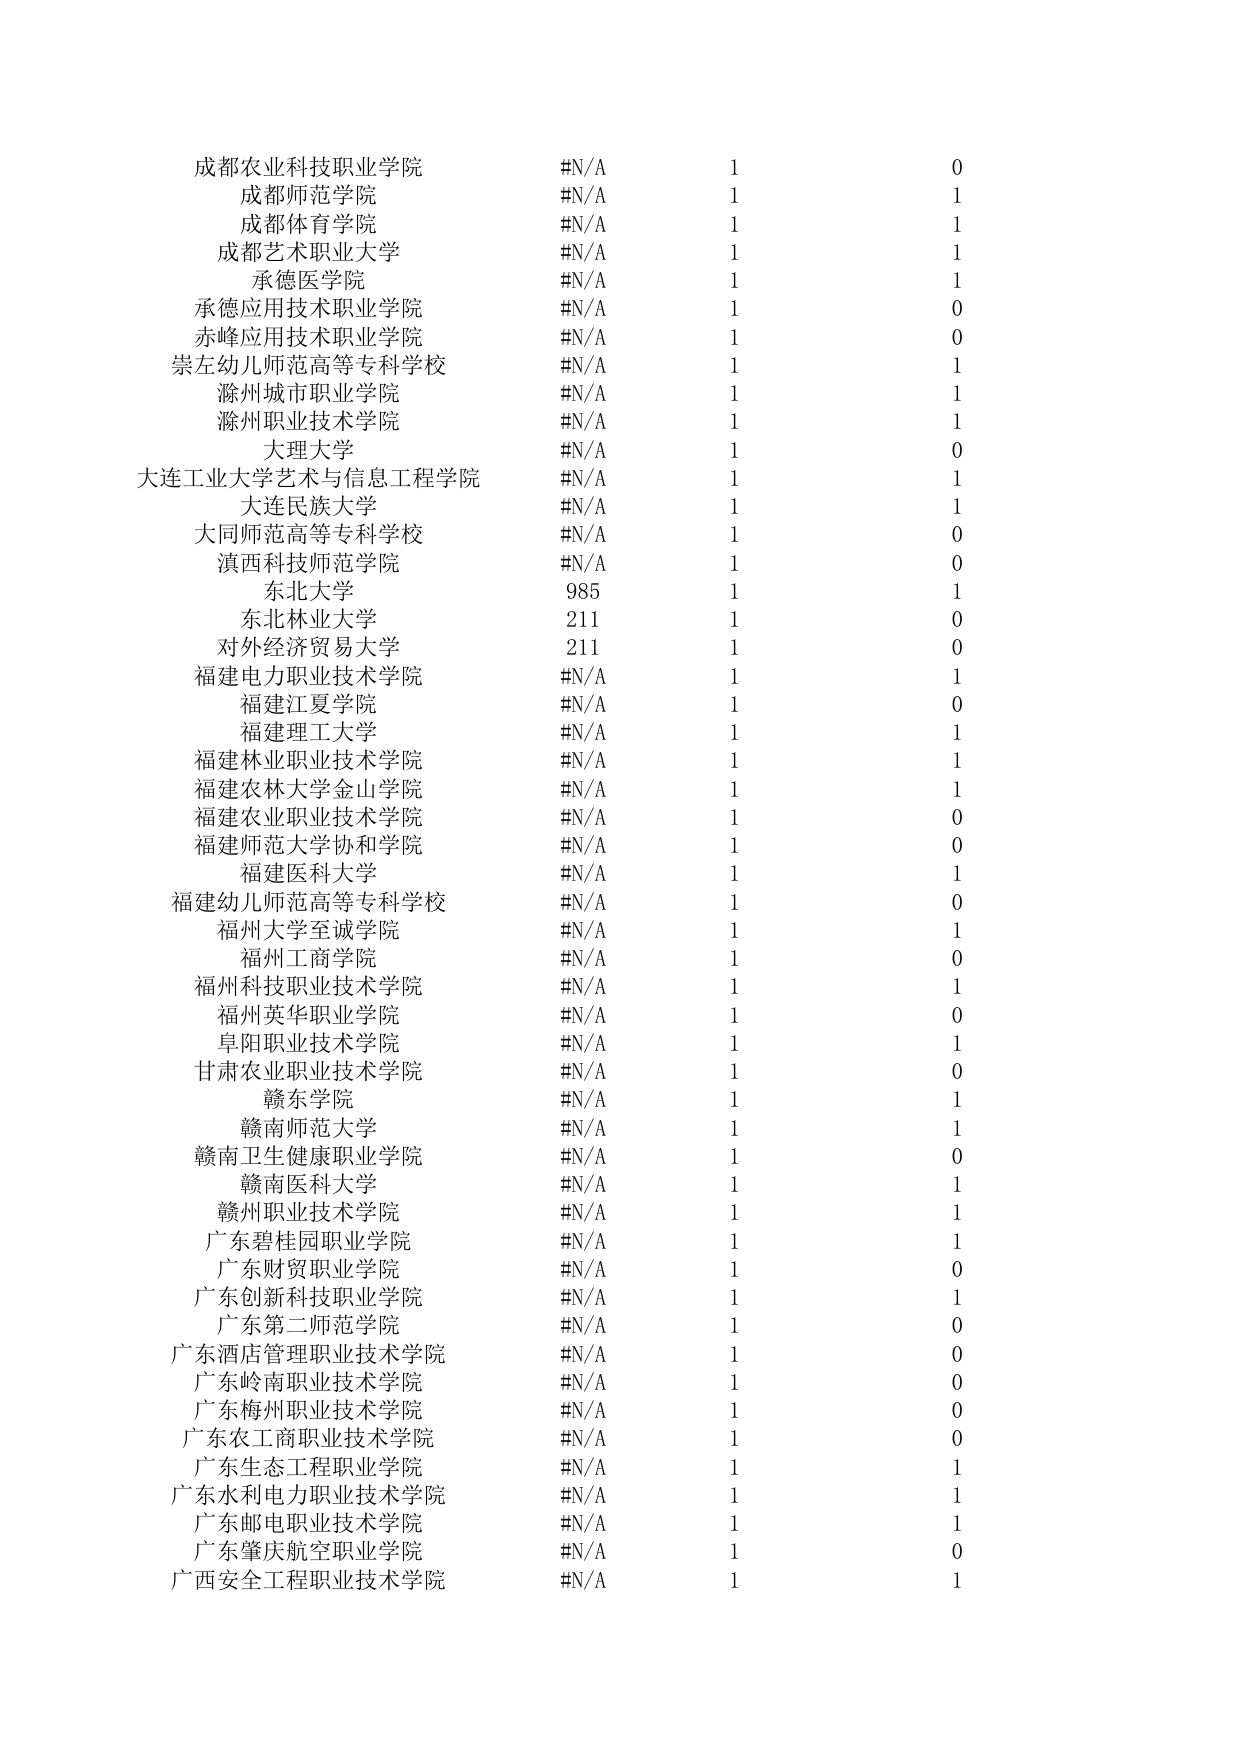 成都农业科技职业学院 #N/A 1 0
成都师范学院 #N/A 1 1
成都体育学院 #N/A 1 1
成都艺术职业大学 #N/A 1 1
承德医学院 #N/A 1 1
承德应用技术职业学院 #N/A 1 0
赤峰应用技术职业学院 #N/A 1 0
崇左幼儿师范高等专科学校 #N/A 1 1
滁州城市职业学院 #N/A 1 1
滁州职业技术学院 #N/A 1 1
大理大学 #N/A 1 0
大连工业大学艺术与信息工程学院 #N/A 1 1
大连民族大学 #N/A 1 1
大同师范高等专科学校 #N/A 1 0
滇西科技师范学院 #N/A 1 0
东北大学 985 1 1
东北林业大学 211 1 0
对外经济贸易大学 211 1 0
福建电力职业技术学院 #N/A 1 1
福建江夏学院 #N/A 1 0
福建理工大学 #N/A 1 1
福建林业职业技术学院 #N/A 1 1
福建农林大学金山学院 #N/A 1 1
福建农业职业技术学院 #N/A 1 0
福建师范大学协和学院 #N/A 1 0
福建医科大学 #N/A 1 1
福建幼儿师范高等专科学校 #N/A 1 0
福州大学至诚学院 #N/A 1 1
福州工商学院 #N/A 1 0
福州科技职业技术学院 #N/A 1 1
福州英华职业学院 #N/A 1 0
阜阳职业技术学院 #N/A 1 1
甘肃农业职业技术学院 #N/A 1 0
赣东学院 #N/A 1 1
赣南师范大学 #N/A 1 1
赣南卫生健康职业学院 #N/A 1 0
赣南医科大学 #N/A 1 1
赣州职业技术学院 #N/A 1 1
广东碧桂园职业学院 #N/A 1 1
广东财贸职业学院 #N/A 1 0
广东创新科技职业学院 #N/A 1 1
广东第二师范学院 #N/A 1 0
广东酒店管理职业技术学院 #N/A 1 0
广东岭南职业技术学院 #N/A 1 0
广东梅州职业技术学院 #N/A 1 0
广东农工商职业技术学院 #N/A 1 0
广东生态工程职业学院 #N/A 1 1
广东水利电力职业技术学院 #N/A 1 1
广东邮电职业技术学院 #N/A 1 1
广东肇庆航空职业学院 #N/A 1 0
广西安全工程职业技术学院 #N/A 1 1